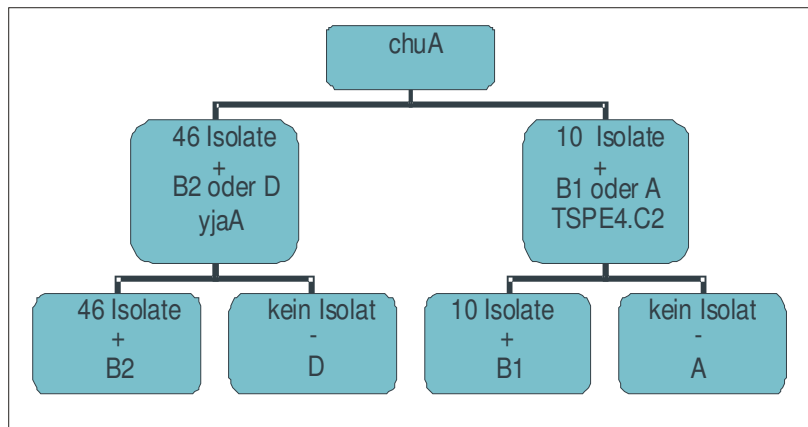 chuA
46 Isolate
+
B2 oder D
yjaA
10 Isolate
+
B1 oder A
TSPE4.C2
46 Isolate
+
B2
kein Isolat
-
D
10 Isolate
+
B1
kein Isolat
-
A